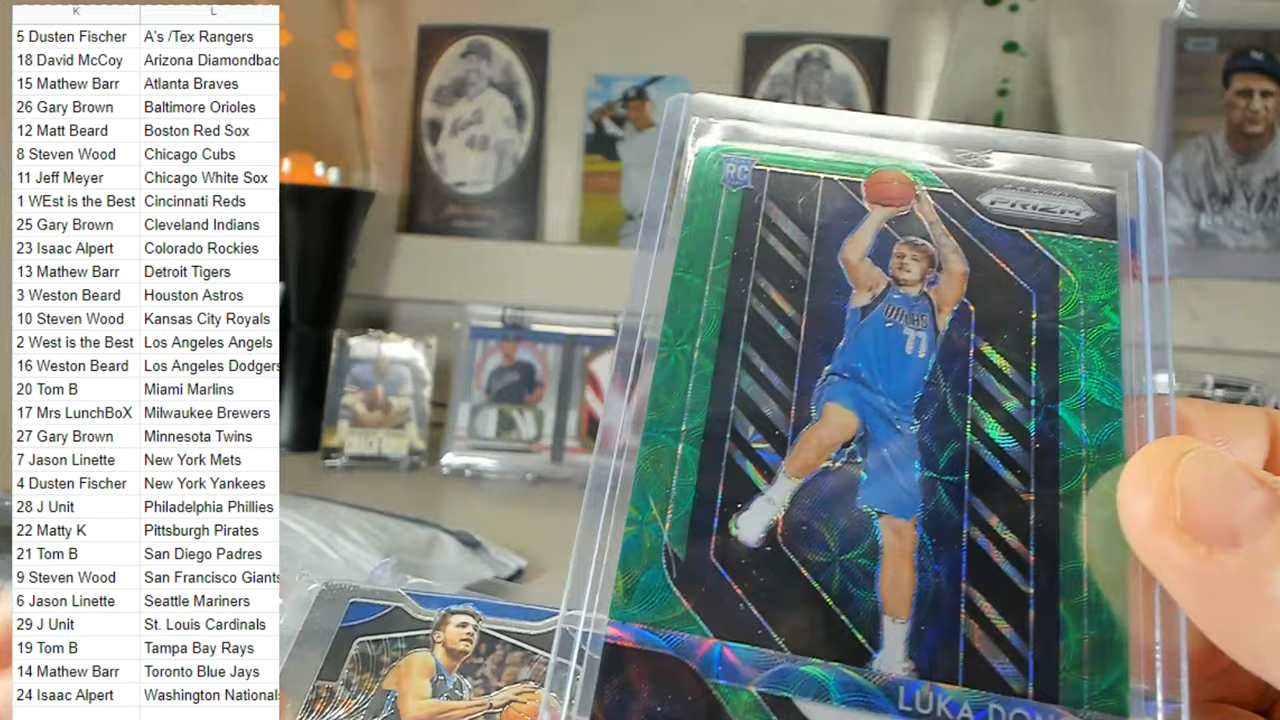 K L
5 Dusten Fischer A's /Tex Rangers
18 David McCoy Arizona Diamondbac
15 Mathew Barr Atlanta Braves
26 Gary Brown Baltimore Orioles
12 Matt Beard Boston Red Sox
8 Steven Wood Chicago Cubs
11 Jeff Meyer Chicago White Sox
1 WEst is the Best Cincinnati Reds
25 Gary Brown Cleveland Indians
23 Isaac Alpert Colorado Rockies
13 Mathew Barr Detroit Tigers
3 Weston Beard Houston Astros
10 Steven Wood Kansas City Royals
2 West is the Best Los Angeles Angels
16 Weston Beard Los Angeles Dodgers
20 Tom B Miami Marlins
17 Mrs LunchBoX Milwaukee Brewers
27 Gary Brown Minnesota Twins
7 Jason Linette New York Mets
4 Dusten Fischer New York Yankees
28 J Unit Philadelphia Phillies
22 Matty K Pittsburgh Pirates
21 Tom B San Diego Padres
9 Steven Wood San Francisco Giants
6 Jason Linette Seattle Mariners
29 J Unit St. Louis Cardinals
19 Tom B Tampa Bay Rays
14 Mathew Barr Toronto Blue Jays
24 Isaac Alpert Washington Nationals
RC
PRIZM
DALLAS
77
LUKA DON
Mets
48